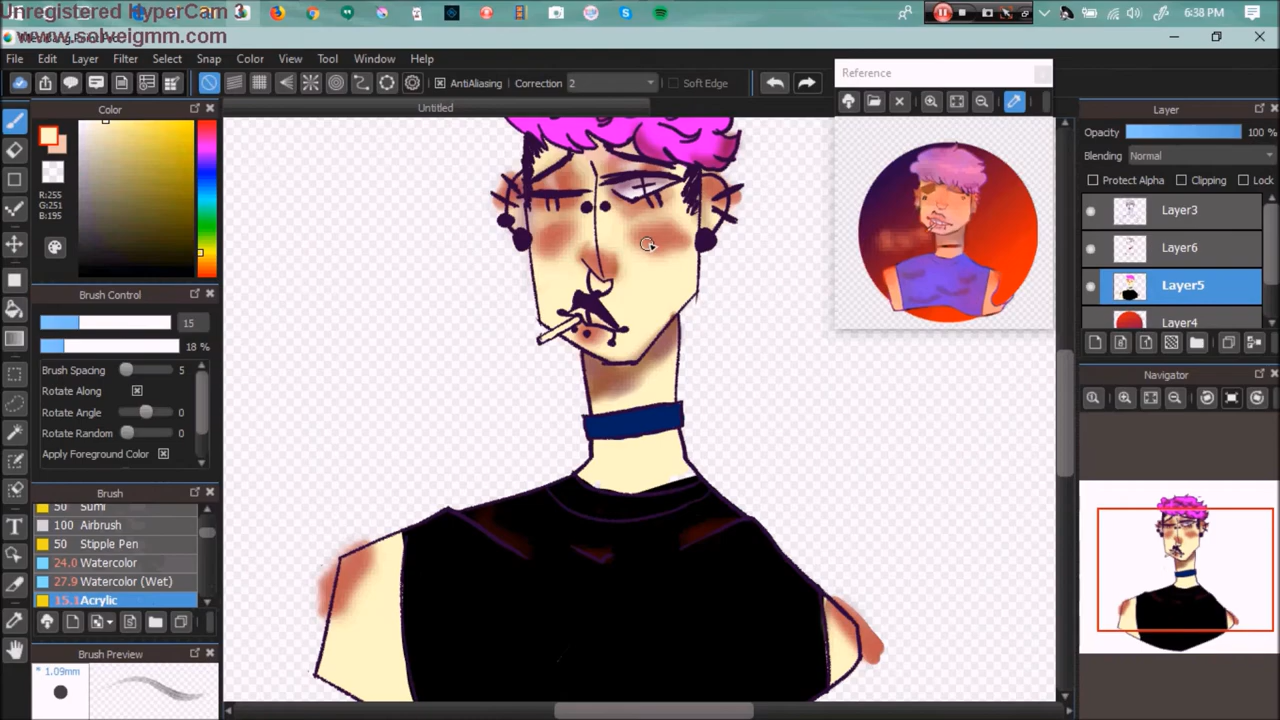 Unregistered HyperCam 3
www.solveigmm.com
6:38 PM
File Edit Layer Filter Select Snap Color View Tool Window Help
AntiAliasing Correction 2 Soft Edge
Untitled
Color
R:255
G:251
B:195
Brush Control
15
18 %
Brush Spacing 5
Rotate Along
Rotate Angle 0
Rotate Random 0
Apply Foreground Color
Brush
50 Sumi
100 Airbrush
50 Stipple Pen
24.0 Watercolor
27.9 Watercolor (Wet)
15.1 Acrylic
Brush Preview
* 1.09mm
Reference
Layer
Opacity 100 %
Blending Normal
Protect Alpha Clipping Lock
Layer3
Layer6
Layer5
Layer4
Navigator